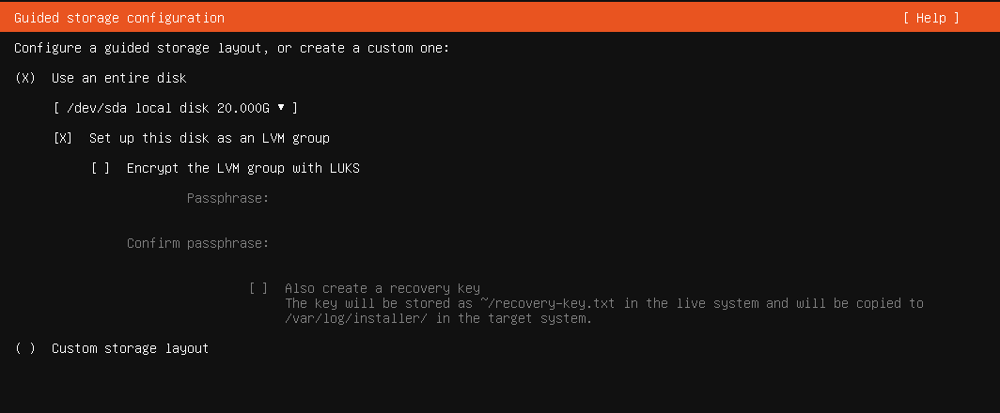 Guided storage configuration [ Help ]
Configure a guided storage layout, or create a custom one:
(X) Use an entire disk
[ /dev/sda local disk 20.000G ▾ ]
[X] Set up this disk as an LVM group
[ ] Encrypt the LVM group with LUKS
Passphrase:
Confirm passphrase:
[ ] Also create a recovery key
The key will be stored as ~/recovery-key.txt in the live system and will be copied to
/var/log/installer/ in the target system.
( ) Custom storage layout